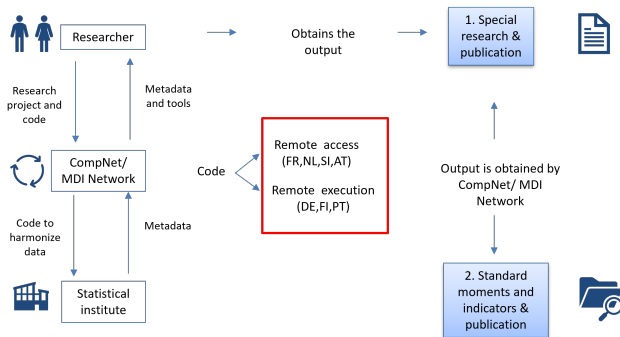 Researcher
Obtains the
output
1. Special
research &
publication
Research
project and
code
Metadata
and tools
CompNet/
MDI Network
Code
Remote access
(FR,NL,SI,AT)
Remote execution
(DE,FI,PT)
Output is obtained by
CompNet/ MDI
Network
Code to
harmonize
data
Metadata
Statistical
institute
2. Standard
moments and
indicators &
publication